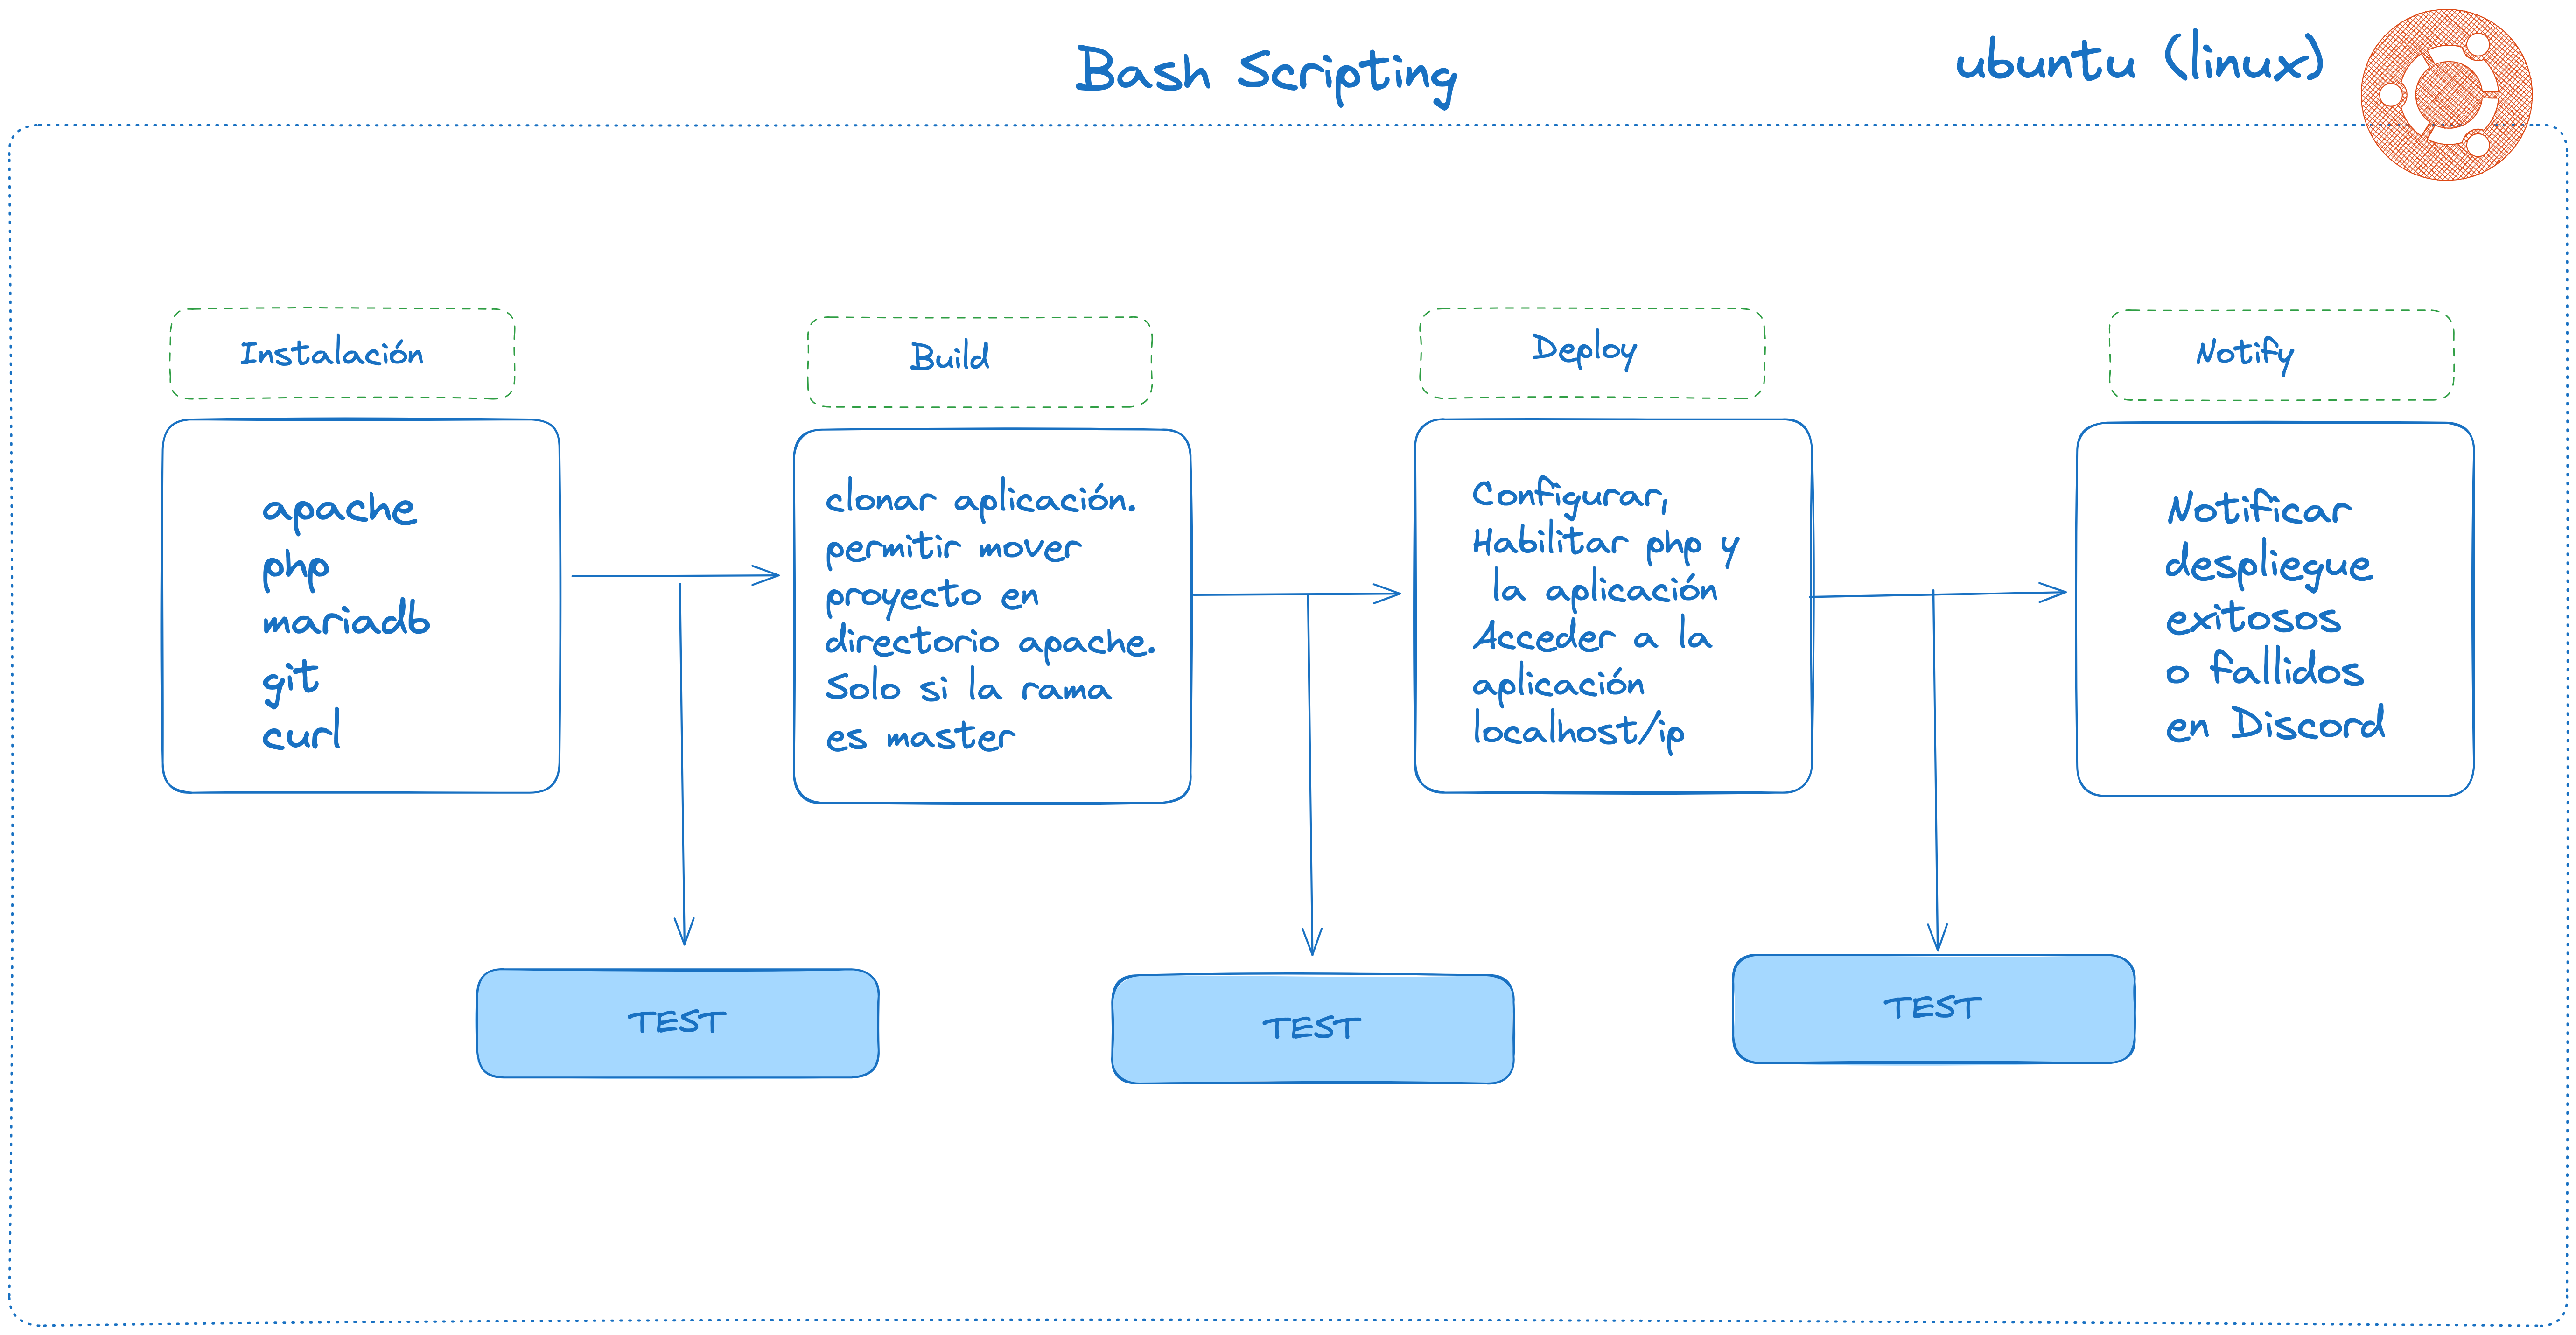 Bash Scripting
ubuntu (linux)
Instalación
apache
php
mariadb
git
curl
Build
clonar aplicación.
permitir mover
proyecto en
directorio apache.
Solo si la rama
es master
Deploy
Configurar,
Habilitar php y
la aplicación
Acceder a la
aplicación
localhost/ip
Notify
Notificar
despliegue
exitosos
o fallidos
en Discord
TEST
TEST
TEST